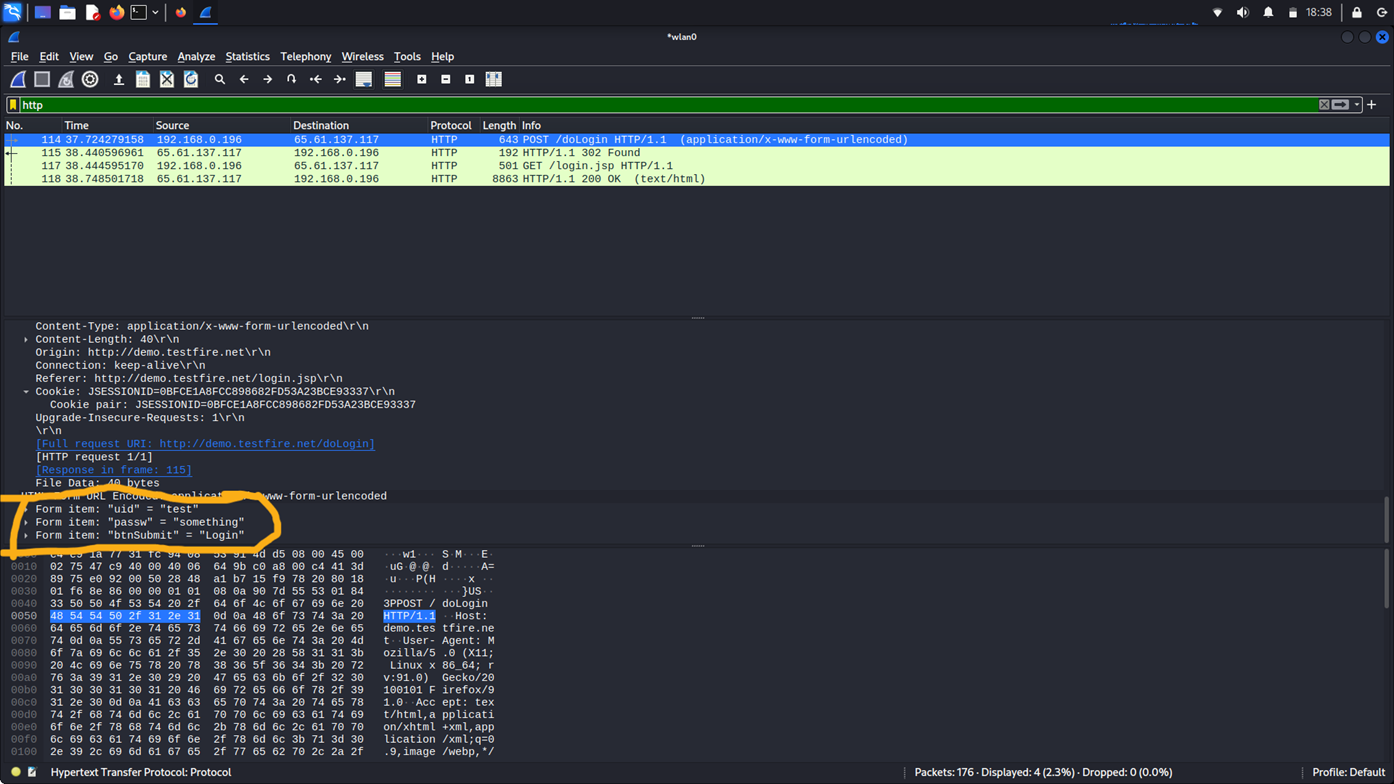 18:38
*wlan0
File Edit View Go Capture Analyze Statistics Telephony Wireless Tools Help
http
No. Time Source Destination Protocol Length Info
114 37.724279158 192.168.0.196 65.61.137.117 HTTP 643 POST /doLogin HTTP/1.1 (application/x-www-form-urlencoded)
115 38.440596961 65.61.137.117 192.168.0.196 HTTP 192 HTTP/1.1 302 Found
117 38.444595170 192.168.0.196 65.61.137.117 HTTP 501 GET /login.jsp HTTP/1.1
118 38.748501718 65.61.137.117 192.168.0.196 HTTP 8863 HTTP/1.1 200 OK (text/html)
Content-Type: application/x-www-form-urlencoded\r\n
Content-Length: 40\r\n
Origin: http://demo.testfire.net\r\n
Connection: keep-alive\r\n
Referer: http://demo.testfire.net/login.jsp\r\n
Cookie: JSESSIONID=0BFCE1A8FCC898682FD53A23BCE93337\r\n
Cookie pair: JSESSIONID=0BFCE1A8FCC898682FD53A23BCE93337
Upgrade-Insecure-Requests: 1\r\n
\r\n
[Full request URI: http://demo.testfire.net/doLogin]
[HTTP request 1/1]
[Response in frame: 115]
File Data: 40 bytes
HTML Form URL Encoded: application/x-www-form-urlencoded
Form item: "uid" = "test"
Form item: "passw" = "something"
Form item: "btnSubmit" = "Login"
c4 e9 1a 77 31 fc 94 08 53 91 4d d5 08 00 45 00 ···w1··· S·M···E·
0010 02 75 47 c9 40 00 40 06 64 9b c0 a8 00 c4 41 3d ·uG·@·@· d·····A=
0020 89 75 e0 92 00 50 28 48 a1 b7 15 f9 78 20 80 18 ·u···P(H ····x ··
0030 01 f6 8e 86 00 00 01 01 08 0a 90 7d 55 53 01 84 ········ ···}US··
0040 33 50 50 4f 53 54 20 2f 64 6f 4c 6f 67 69 6e 20 3PPOST / doLogin
0050 48 54 54 50 2f 31 2e 31 0d 0a 48 6f 73 74 3a 20 HTTP/1.1 ··Host:
0060 64 65 6d 6f 2e 74 65 73 74 66 69 72 65 2e 6e 65 demo.tes tfire.ne
0070 74 0d 0a 55 73 65 72 2d 41 67 65 6e 74 3a 20 4d t··User- Agent: M
0080 6f 7a 69 6c 6c 61 2f 35 2e 30 20 28 58 31 31 3b ozilla/5 .0 (X11;
0090 20 4c 69 6e 75 78 20 78 38 36 5f 36 34 3b 20 72 Linux x 86_64; r
00a0 76 3a 39 31 2e 30 29 20 47 65 63 6b 6f 2f 32 30 v:91.0) Gecko/20
00b0 31 30 30 31 30 31 20 46 69 72 65 66 6f 78 2f 39 100101 F irefox/9
00c0 31 2e 30 0d 0a 41 63 63 65 70 74 3a 20 74 65 78 1.0··Acc ept: tex
00d0 74 2f 68 74 6d 6c 2c 61 70 70 6c 69 63 61 74 69 t/html,a pplicati
00e0 6f 6e 2f 78 68 74 6d 6c 2b 78 6d 6c 2c 61 70 70 on/xhtml +xml,app
00f0 6c 69 63 61 74 69 6f 6e 2f 78 6d 6c 3b 71 3d 30 lication /xml;q=0
0100 2e 39 2c 69 6d 61 67 65 2f 77 65 62 70 2c 2a 2f .9,image /webp,*/
Hypertext Transfer Protocol: Protocol Packets: 176 · Displayed: 4 (2.3%) · Dropped: 0 (0.0%) Profile: Default